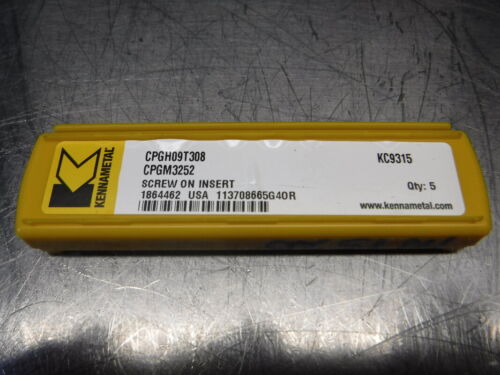 KENNAMETAL
CPGH09T308
CPGM3252
SCREW ON INSERT
1864462 USA 113708665G40R
KC9315
Qty: 5
www.kennametal.com